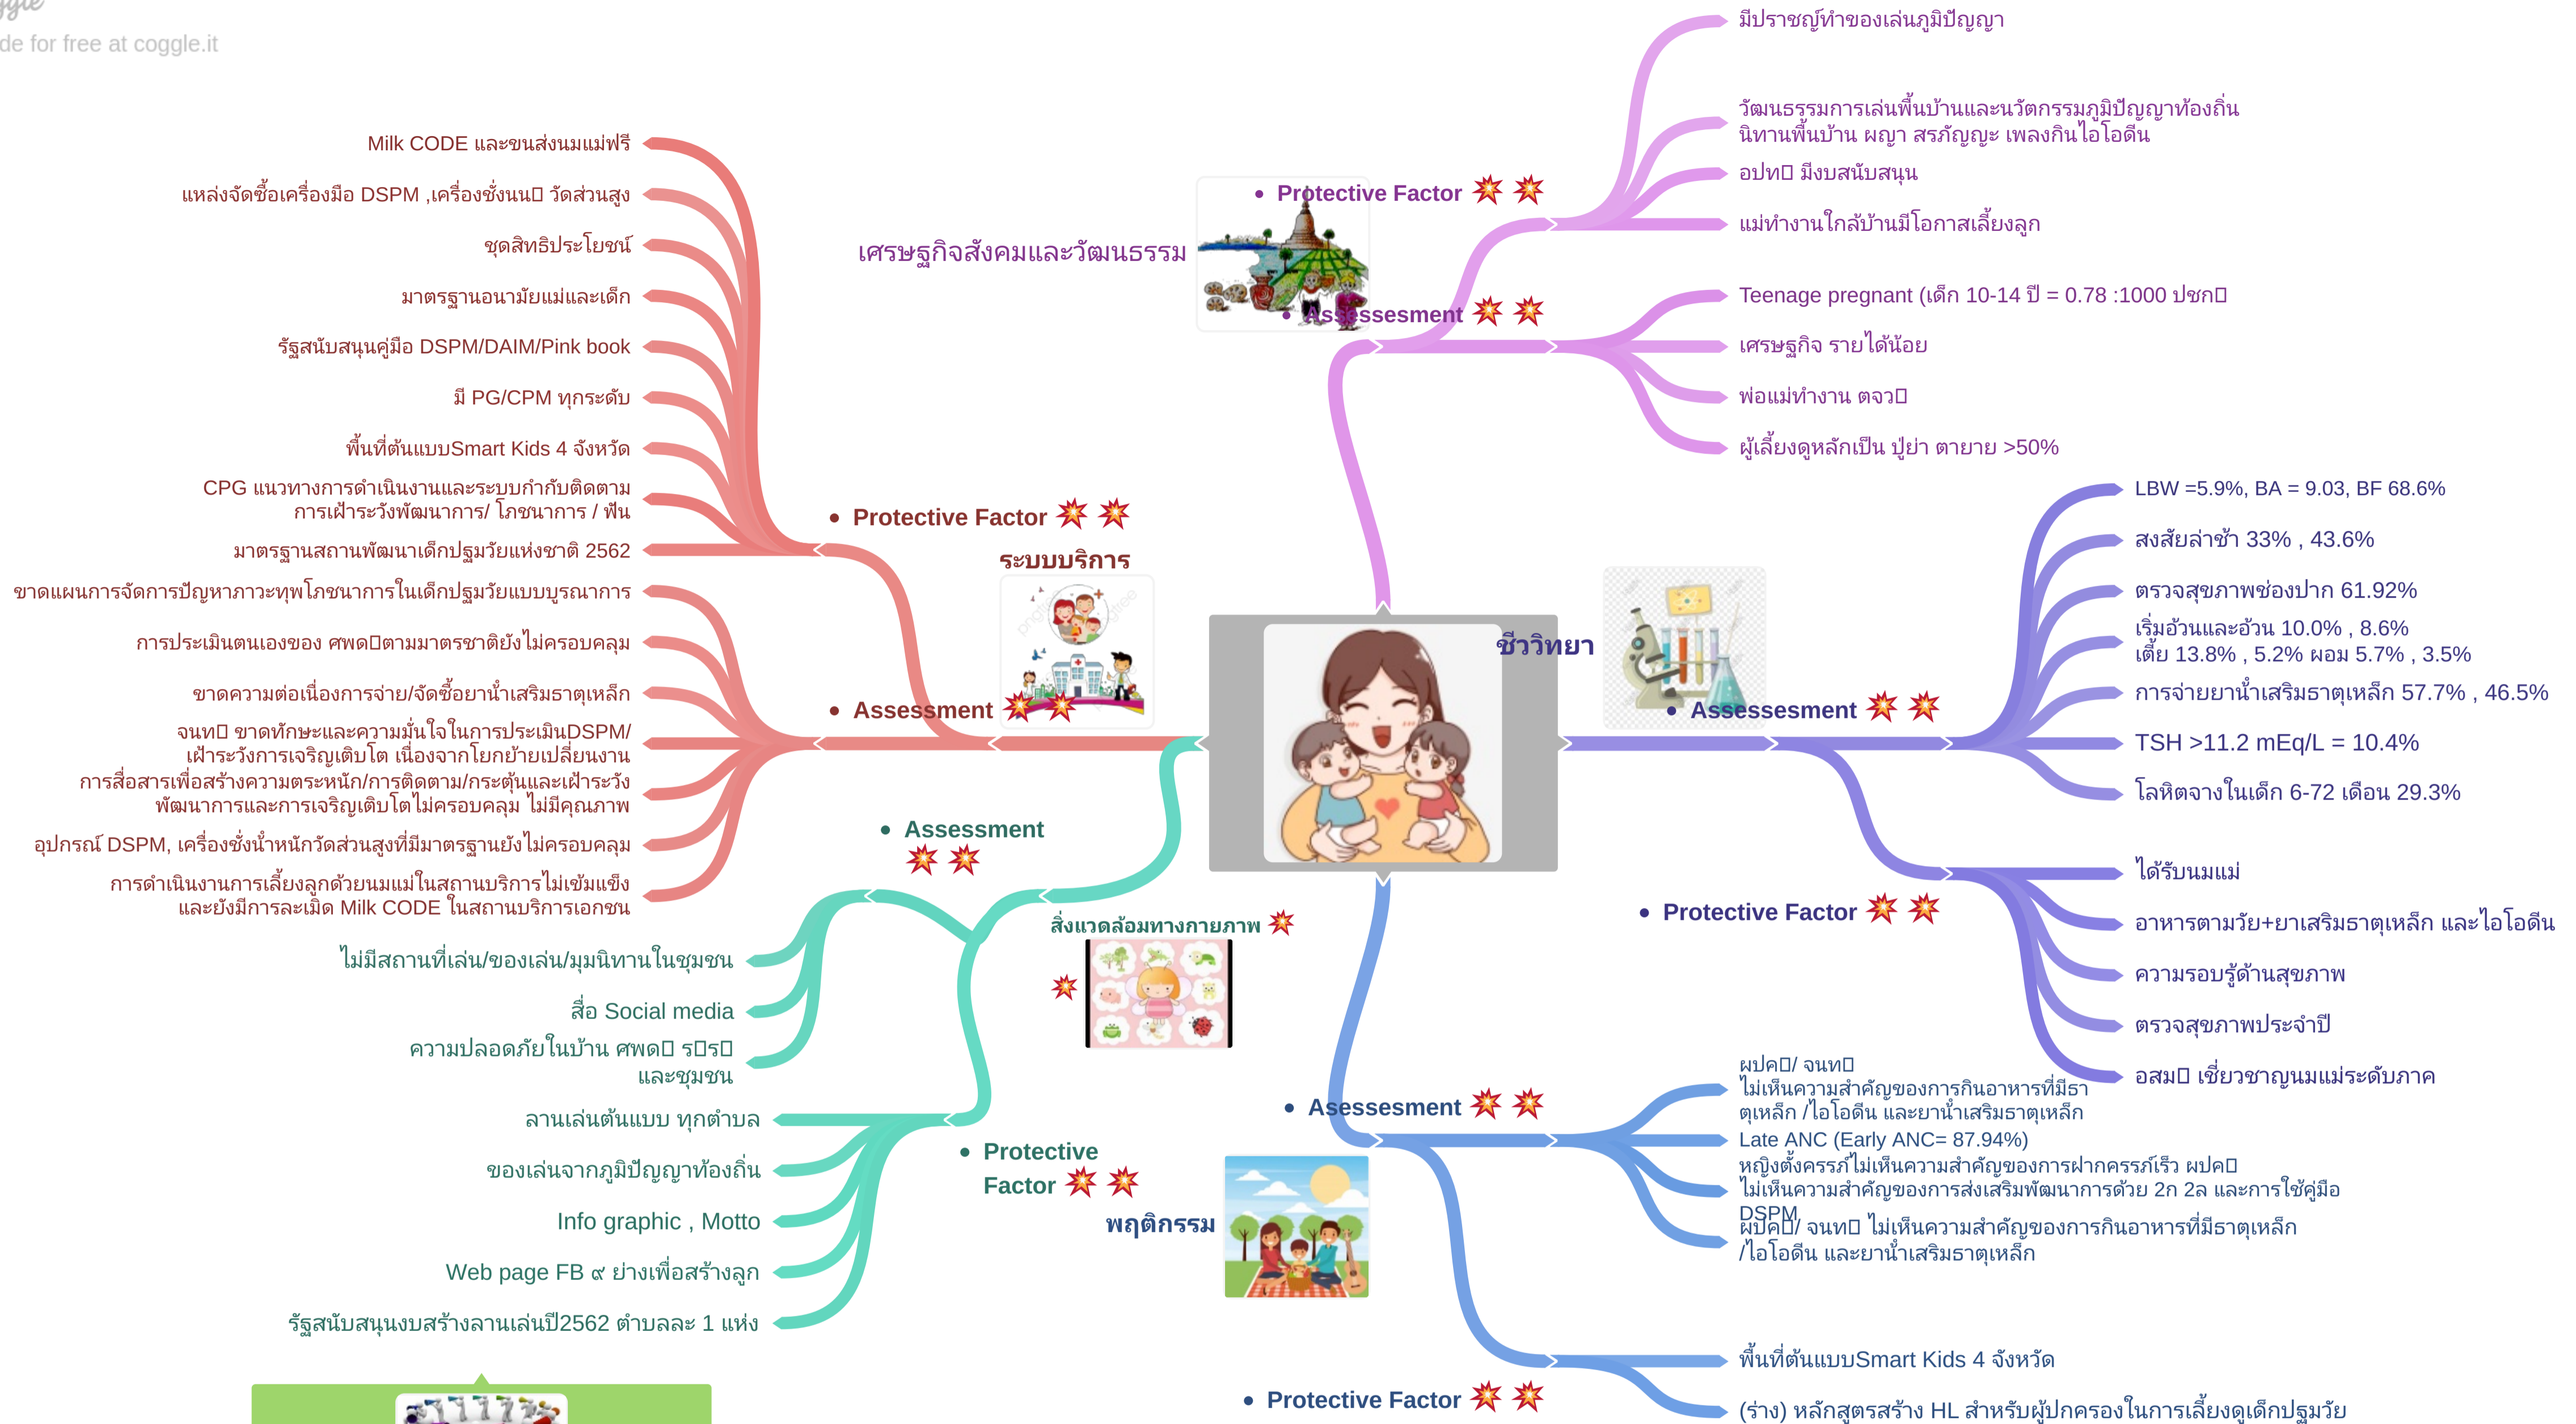 de for free at coggle.it
มีปราชญ์ทำของเล่นภูมิปัญญา
วัฒนธรรมการเล่นพื้นบ้านและนวัตกรรมภูมิปัญญาท้องถิ่น
นิทานพื้นบ้าน ผญา สรภัญญะ เพลงกินไอโอดีน
อปท มีงบสนับสนุน
แม่ทำงานใกล้บ้านมีโอกาสเลี้ยงลูก
• Protective Factor
เศรษฐกิจสังคมและวัฒนธรรม
• Assessesment
Teenage pregnant (เด็ก 10-14 ปี = 0.78 :1000 ปชก
เศรษฐกิจ รายได้น้อย
พ่อแม่ทำงาน ตจว
ผู้เลี้ยงดูหลักเป็น ปู่ย่า ตายาย >50%
Milk CODE และขนส่งนมแม่ฟรี
แหล่งจัดซื้อเครื่องมือ DSPM ,เครื่องชั่งนน วัดส่วนสูง
ชุดสิทธิประโยชน์
มาตรฐานอนามัยแม่และเด็ก
รัฐสนับสนุนคู่มือ DSPM/DAIM/Pink book
มี PG/CPM ทุกระดับ
พื้นที่ต้นแบบSmart Kids 4 จังหวัด
CPG แนวทางการดำเนินงานและระบบกำกับติดตาม
การเฝ้าระวังพัฒนาการ/ โภชนาการ / ฟัน
มาตรฐานสถานพัฒนาเด็กปฐมวัยแห่งชาติ 2562
• Protective Factor
ระบบบริการ
• Assessment
ขาดแผนการจัดการปัญหาภาวะทุพโภชนาการในเด็กปฐมวัยแบบบูรณาการ
การประเมินตนเองของ ศพดตามมาตรชาติยังไม่ครอบคลุม
ขาดความต่อเนื่องการจ่าย/จัดซื้อยาน้ำเสริมธาตุเหล็ก
จนท ขาดทักษะและความมั่นใจในการประเมินDSPM/
เฝ้าระวังการเจริญเติบโต เนื่องจากโยกย้ายเปลี่ยนงาน
การสื่อสารเพื่อสร้างความตระหนัก/การติดตาม/กระตุ้นและเฝ้าระวัง
พัฒนาการและการเจริญเติบโตไม่ครอบคลุม ไม่มีคุณภาพ
อุปกรณ์ DSPM, เครื่องชั่งน้ำหนักวัดส่วนสูงที่มีมาตรฐานยังไม่ครอบคลุม
การดำเนินงานการเลี้ยงลูกด้วยนมแม่ในสถานบริการไม่เข้มแข็ง
และยังมีการละเมิด Milk CODE ในสถานบริการเอกชน
ชีววิทยา
• Assessesment
LBW =5.9%, BA = 9.03, BF 68.6%
สงสัยล่าช้า 33% , 43.6%
ตรวจสุขภาพช่องปาก 61.92%
เริ่มอ้วนและอ้วน 10.0% , 8.6%
เตี้ย 13.8% , 5.2% ผอม 5.7% , 3.5%
การจ่ายยาน้ำเสริมธาตุเหล็ก 57.7% , 46.5%
TSH >11.2 mEq/L = 10.4%
โลหิตจางในเด็ก 6-72 เดือน 29.3%
• Protective Factor
ได้รับนมแม่
อาหารตามวัย+ยาเสริมธาตุเหล็ก และไอโอดีน
ความรอบรู้ด้านสุขภาพ
ตรวจสุขภาพประจำปี
อสม เชี่ยวชาญนมแม่ระดับภาค
• Assessment
สิ่งแวดล้อมทางกายภาพ
ไม่มีสถานที่เล่น/ของเล่น/มุมนิทานในชุมชน
สื่อ Social media
ความปลอดภัยในบ้าน ศพด รร
และชุมชน
• Protective
Factor
ลานเล่นต้นแบบ ทุกตำบล
ของเล่นจากภูมิปัญญาท้องถิ่น
Info graphic , Motto
Web page FB ๙ ย่างเพื่อสร้างลูก
รัฐสนับสนุนงบสร้างลานเล่นปี2562 ตำบลละ 1 แห่ง
พฤติกรรม
• Asessesment
ผปค/ จนท
ไม่เห็นความสำคัญของการกินอาหารที่มีธา
ตุเหล็ก /ไอโอดีน และยาน้ำเสริมธาตุเหล็ก
Late ANC (Early ANC= 87.94%)
หญิงตั้งครรภ์ไม่เห็นความสำคัญของการฝากครรภ์เร็ว ผปค
ไม่เห็นความสำคัญของการส่งเสริมพัฒนาการด้วย 2ก 2ล และการใช้คู่มือ
DSPM
ผปค/ จนท ไม่เห็นความสำคัญของการกินอาหารที่มีธาตุเหล็ก
/ไอโอดีน และยาน้ำเสริมธาตุเหล็ก
• Protective Factor
พื้นที่ต้นแบบSmart Kids 4 จังหวัด
(ร่าง) หลักสูตรสร้าง HL สำหรับผู้ปกครองในการเลี้ยงดูเด็กปฐมวัย